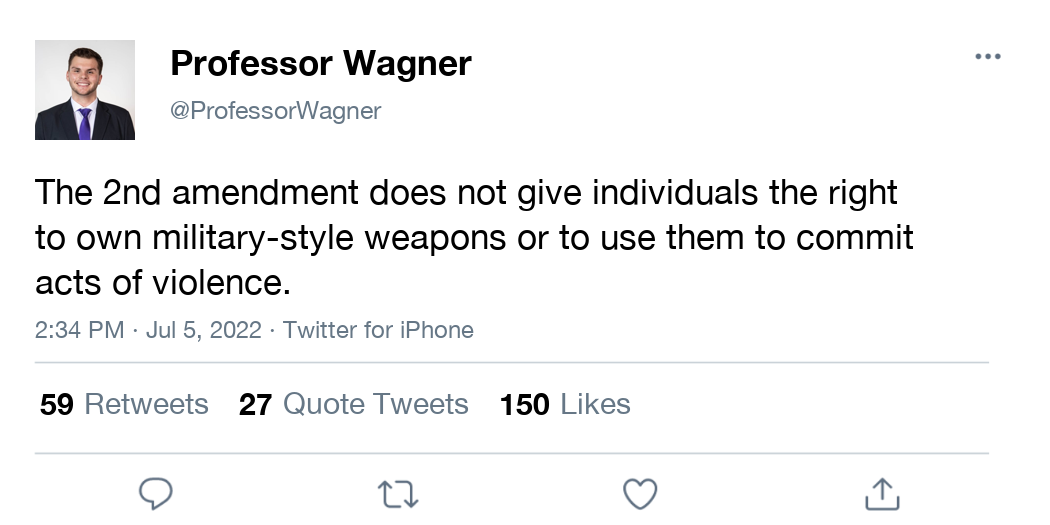 Professor Wagner
@ProfessorWagner
The 2nd amendment does not give individuals the right
to own military-style weapons or to use them to commit
acts of violence.
2:34 PM · Jul 5, 2022 · Twitter for iPhone
59 Retweets 27 Quote Tweets 150 Likes